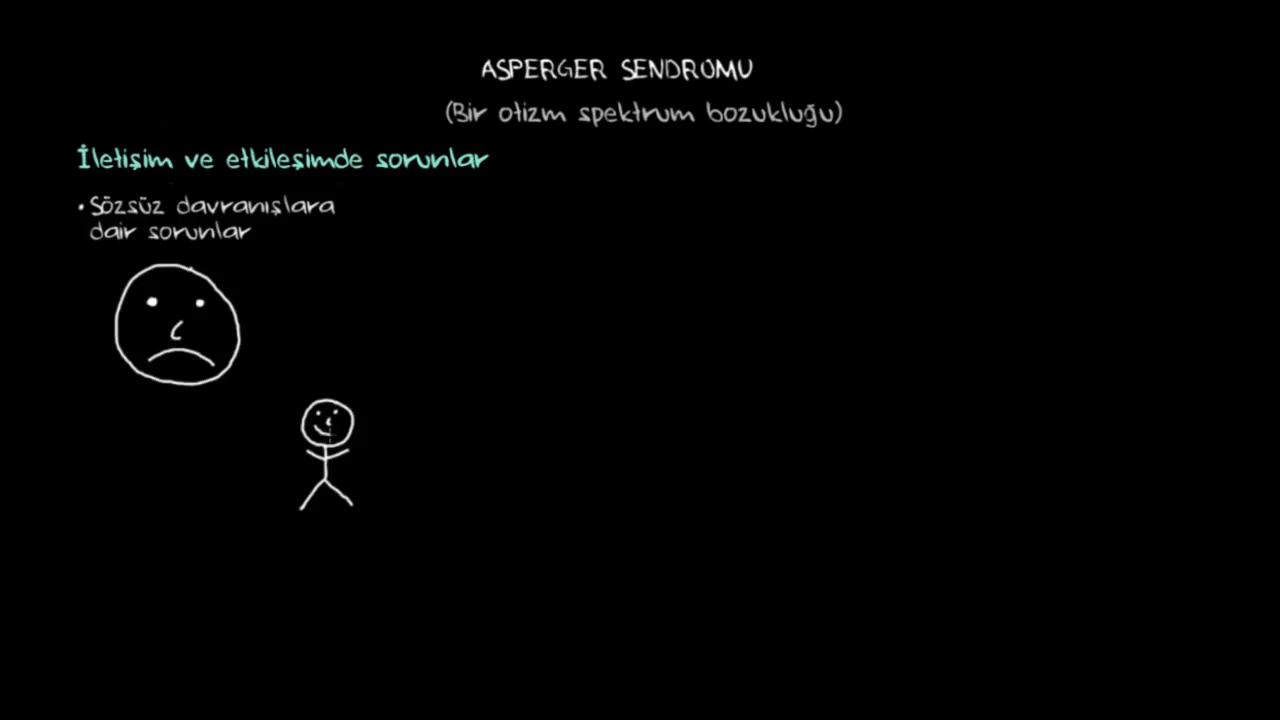 ASPERGER SENDROMU
(Bir otizm spektrum bozukluğu)
İletişim ve etkileşimde sorunlar
• Sözsüz davranışlara
dair sorunlar